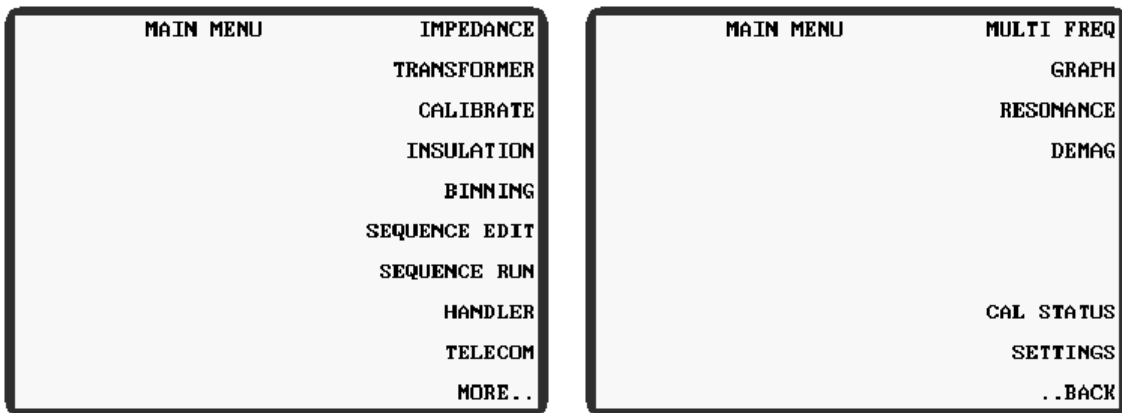 MAIN MENU IMPEDANCE
TRANSFORMER
CALIBRATE
INSULATION
BINNING
SEQUENCE EDIT
SEQUENCE RUN
HANDLER
TELECOM
MORE..
MAIN MENU MULTI FREQ
GRAPH
RESONANCE
DEMAG
CAL STATUS
SETTINGS
..BACK